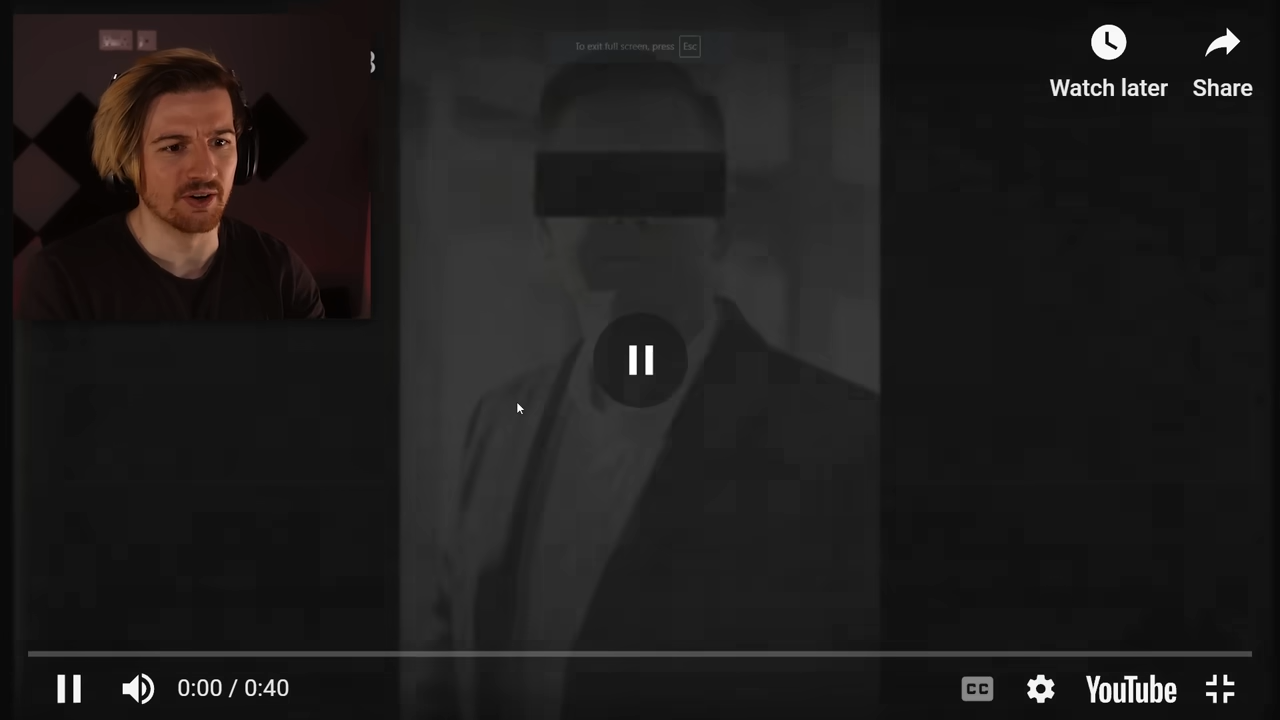 To exit full screen, press Esc
Watch later
Share
0:00 / 0:40
CC
YouTube